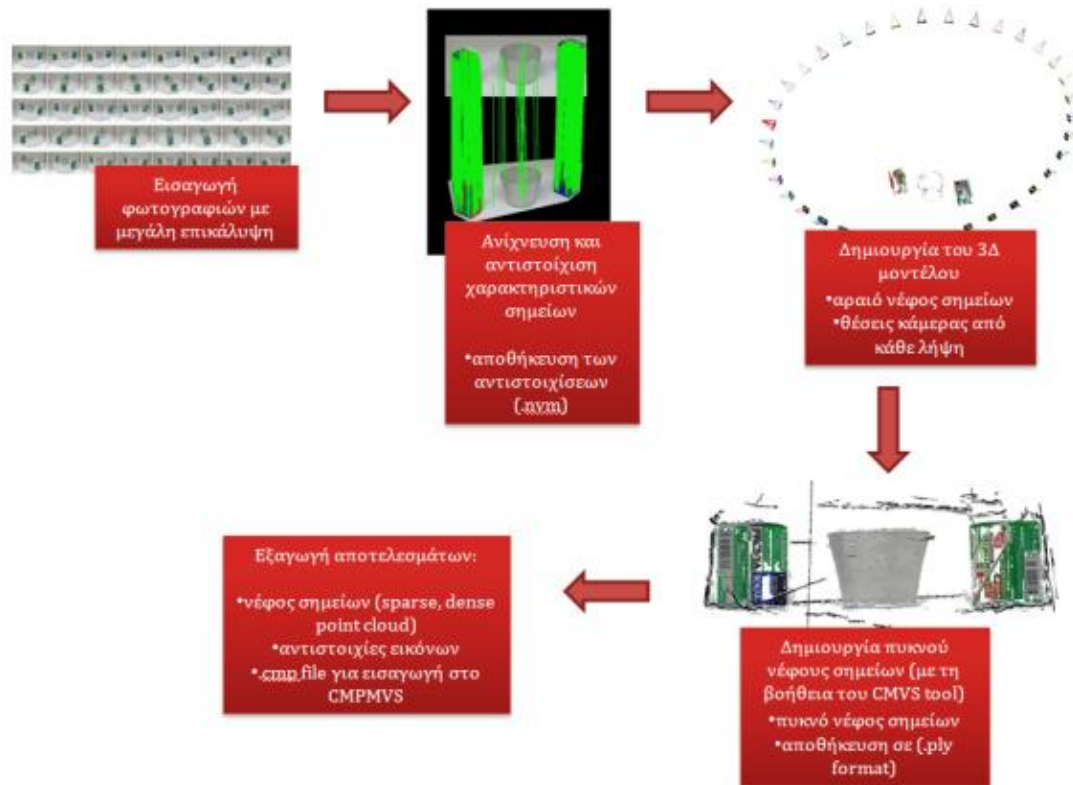 Εισαγωγή
φωτογραφιών με
μεγάλη επικάλυψη
Ανίχνευση και
αντιστοίχιση
χαρακτηριστικών
σημείων
•αποθήκευση των
αντιστοιχίσεων
(.nvm)
Δημιουργία του 3Δ
μοντέλου
•αραιό νέφος σημείων
•θέσεις κάμερας από
κάθε λήψη
Δημιουργία πυκνού
νέφους σημείων (με τη
βοήθεια του CMVS tool)
•πυκνό νέφος σημείων
•αποθήκευση σε (.ply
format)
Εξαγωγή αποτελεσμάτων:
•νέφος σημείων (sparse, dense
point cloud)
•αντιστοιχίες εικόνων
•.cmp file για εισαγωγή στο
CMPMVS